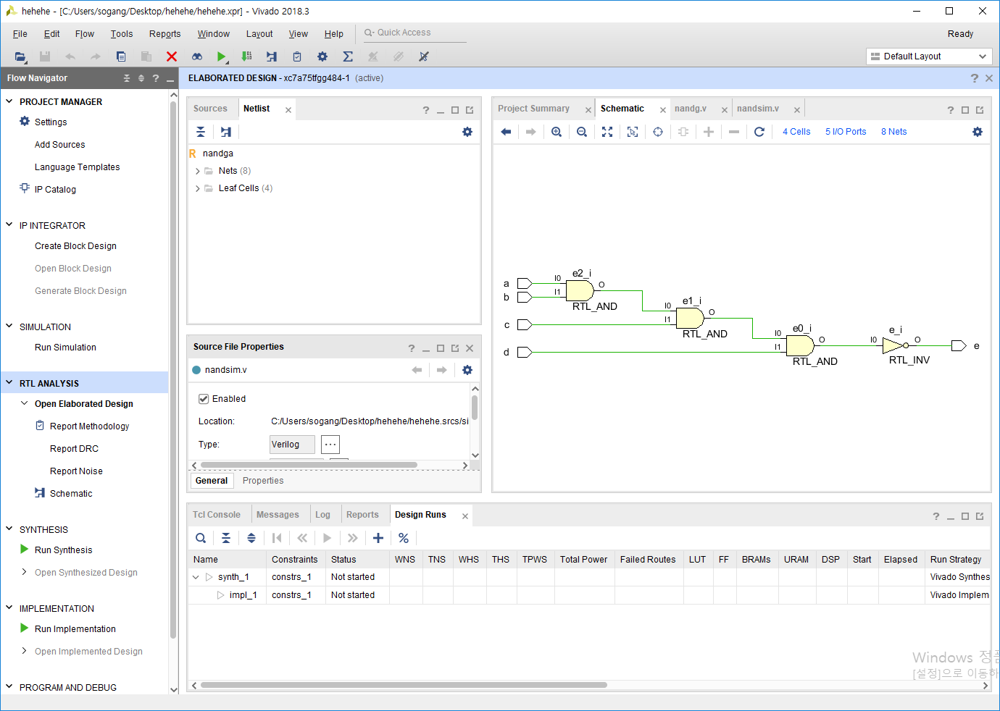 hehehe - [C:/Users/sogang/Desktop/hehehe/hehehe.xpr] - Vivado 2018.3
File Edit Flow Tools Reports Window Layout View Help Quick Access Ready
Default Layout
Flow Navigator
PROJECT MANAGER
Settings
Add Sources
Language Templates
IP Catalog
IP INTEGRATOR
Create Block Design
Open Block Design
Generate Block Design
SIMULATION
Run Simulation
RTL ANALYSIS
Open Elaborated Design
Report Methodology
Report DRC
Report Noise
Schematic
SYNTHESIS
Run Synthesis
Open Synthesized Design
IMPLEMENTATION
Run Implementation
Open Implemented Design
PROGRAM AND DEBUG
ELABORATED DESIGN - xc7a75tfgg484-1 (active)
Sources Netlist
R nandga
Nets (8)
Leaf Cells (4)
Source File Properties
nandsim.v
Enabled
Location: C:/Users/sogang/Desktop/hehehe/hehehe.srcs/si
Type: Verilog ...
General Properties
Project Summary Schematic nandg.v nandsim.v
4 Cells 5 I/O Ports 8 Nets
e2_i
a I0 O
b I1
RTL_AND
e1_i
I0 O
c I1
RTL_AND
e0_i e_i
I0 O I0 O e
d I1
RTL_AND RTL_INV
Tcl Console Messages Log Reports Design Runs
Name Constraints Status WNS TNS WHS THS TPWS Total Power Failed Routes LUT FF BRAMs URAM DSP Start Elapsed Run Strategy
synth_1 constrs_1 Not started Vivado Synthes
impl_1 constrs_1 Not started Vivado Implem
Windows 정품
[설정]으로 이동하